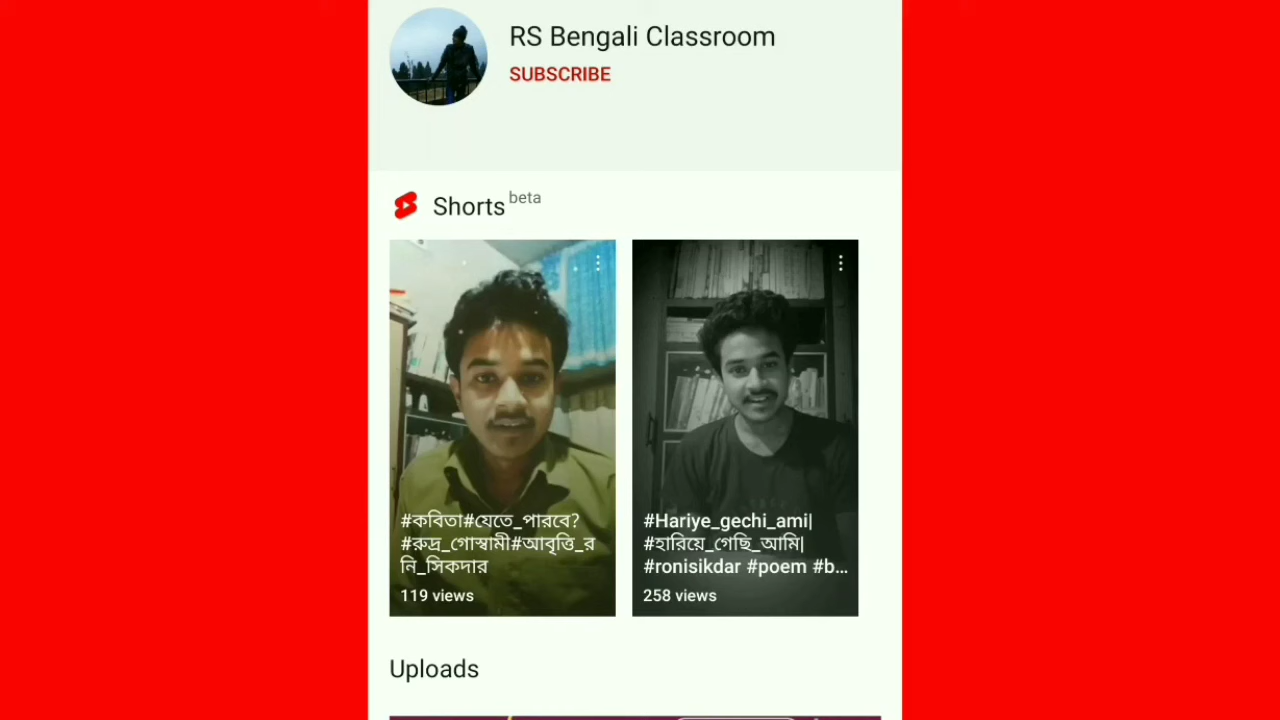 RS Bengali Classroom
SUBSCRIBE
Shorts beta
#কবিতা#যেতে_পারবে?
#রুদ্র_গোস্বামী#আবৃত্তি_র
নি_সিকদার
119 views
#Hariye_gechi_ami|
#হারিয়ে_গেছি_আমি|
#ronisikdar #poem #b...
258 views
Uploads